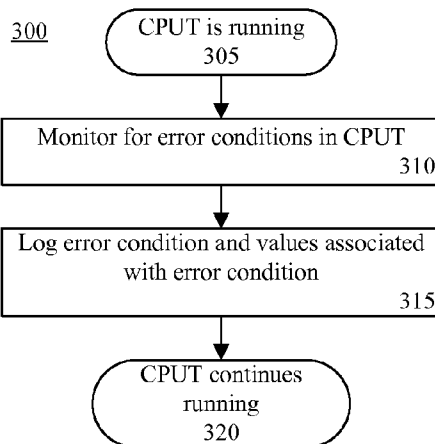 300
CPUT is running
305
Monitor for error conditions in CPUT
310
Log error condition and values associated
with error condition
315
CPUT continues
running
320